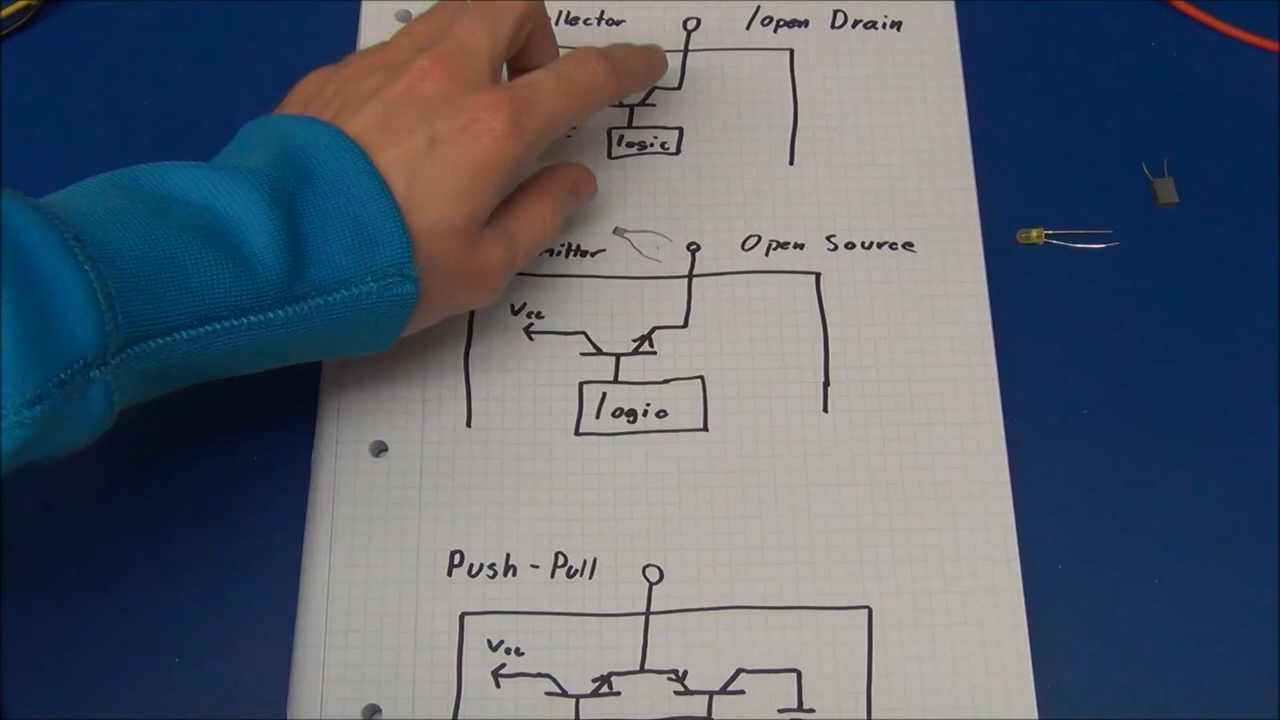 llector /open Drain
logic
mitter Open Source
Vcc
logic
Push - Pull
Vcc